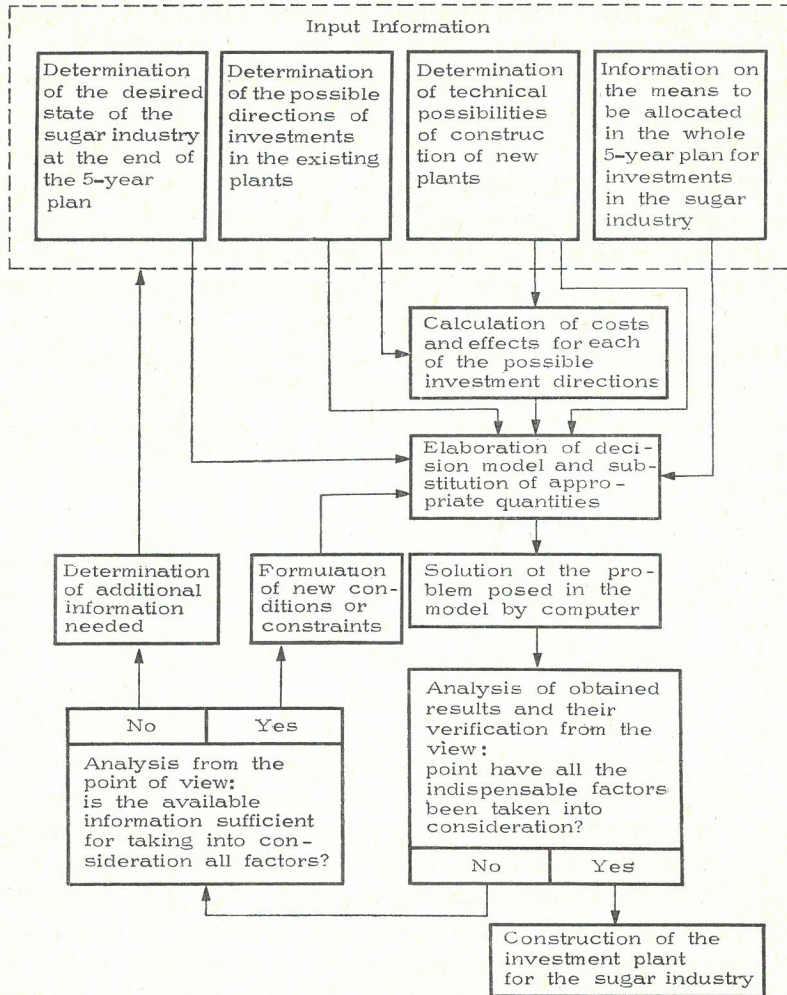 Input Information
Determination
of the desired
state of the
sugar industry
at the end of
the 5-year
plan
Determination
of the possible
directions of
investments
in the existing
plants
Determination
of technical
possibilities
of construc
tion of new
plants
Information on
the means to
be allocated
in the whole
5-year plan for
investments
in the sugar
industry
Calculation of costs
and effects for each
of the possible
investment directions
Elaboration of deci-
sion model and sub-
stitution of appro-
priate quantities
Determination
of additional
information
needed
Formulation
of new con-
ditions or
constraints
Solution of the pro-
blem posed in the
model by computer
Analysis of obtained
results and their
verification from the
view:
point have all the
indispensable factors
been taken into
consideration?
No
Yes
No
Yes
Analysis from the
point of view:
is the available
information sufficient
for taking into con-
sideration all factors?
Construction of the
investment plant
for the sugar industry